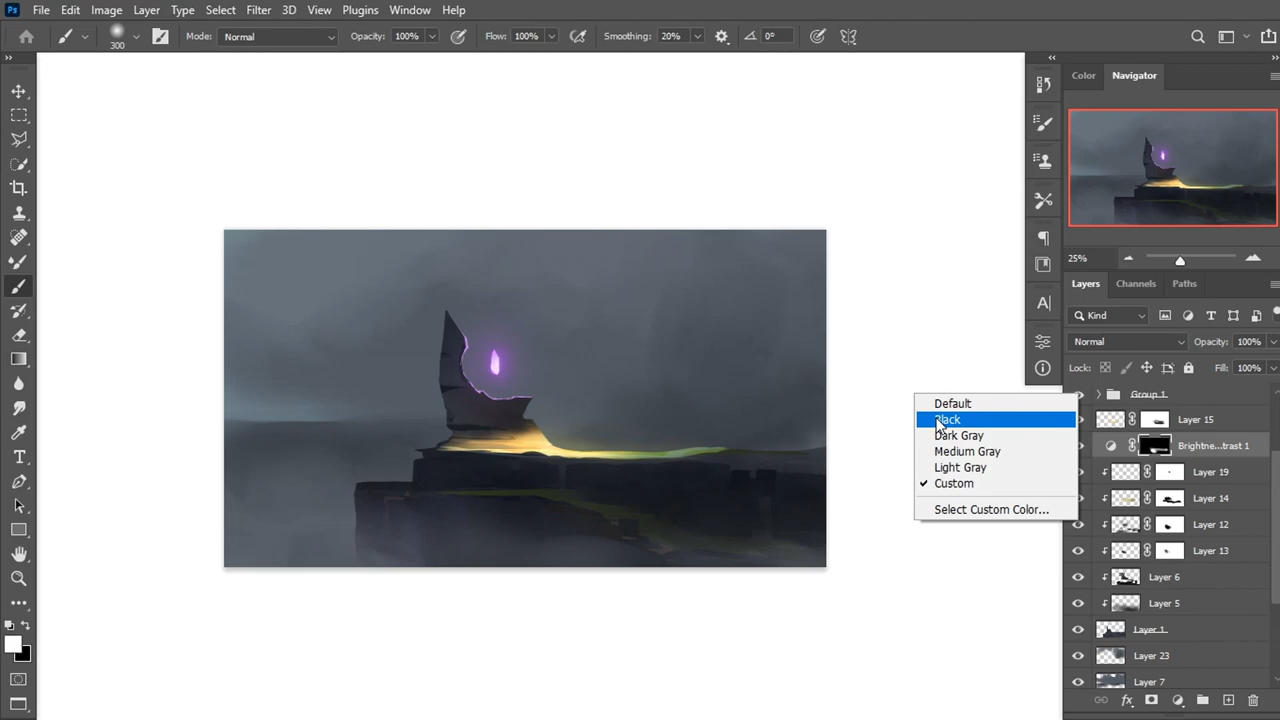 Ps File Edit Image Layer Type Select Filter 3D View Plugins Window Help
300 Mode: Normal Opacity: 100% Flow: 100% Smoothing: 20% 0°
Color Navigator
25%
Layers Channels Paths
Kind
Normal Opacity: 100%
Lock: Fill: 100%
Group 1
Layer 15
Brightne...trast 1
Layer 19
Layer 14
Layer 12
Layer 13
Layer 6
Layer 5
Layer 1
Layer 23
Layer 7
Default
Black
Dark Gray
Medium Gray
Light Gray
Custom
Select Custom Color...